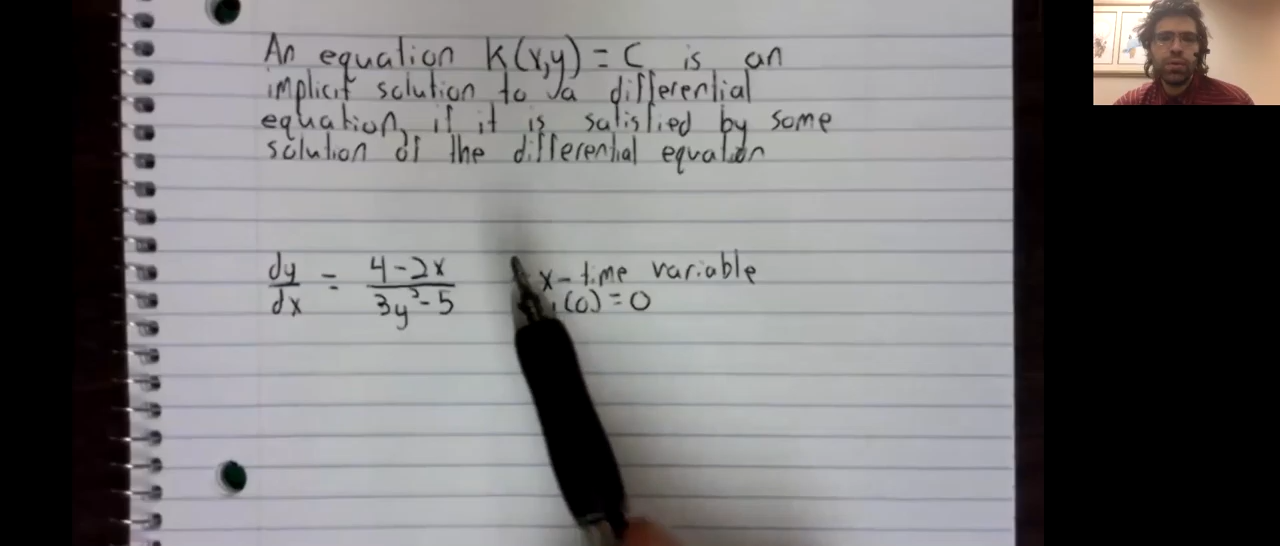 An equation K(x,y) = C is an
implicit solution to a differential
equation, if it is satisfied by some
solution of the differential equation
dy/dx = (4-2x)/(3y²-5) x- time variable
(0)=0